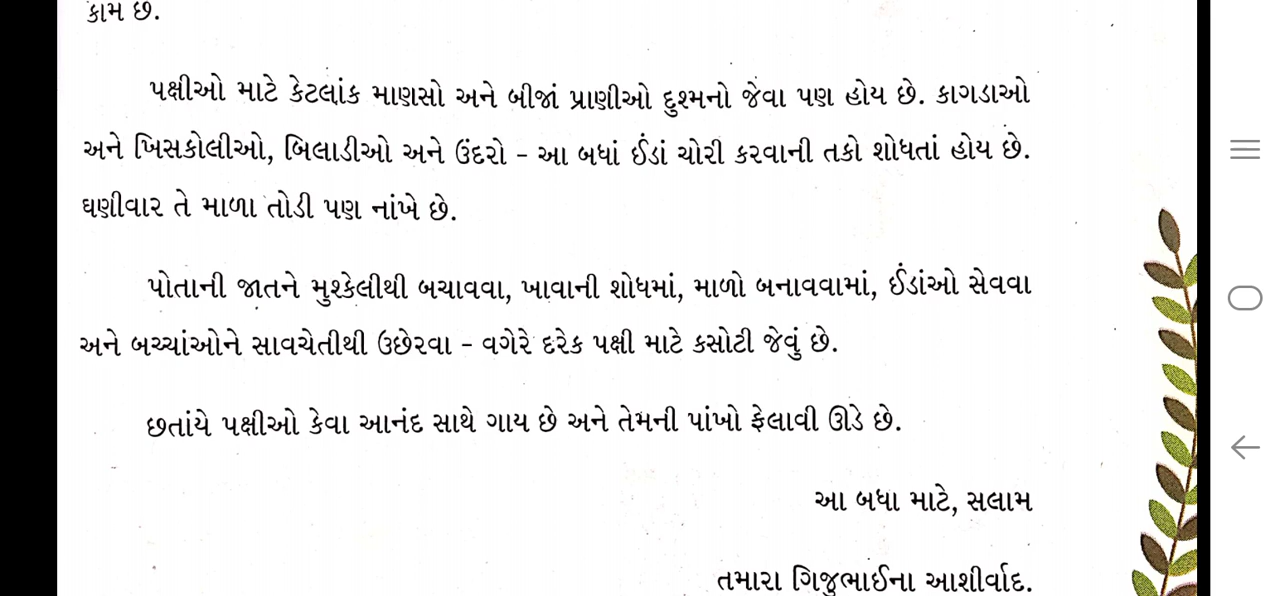 કામ છે.
પક્ષીઓ માટે કેટલાંક માણસો અને બીજાં પ્રાણીઓ દુશ્મનો જેવા પણ હોય છે. કાગડાઓ
અને ખિસકોલીઓ, બિલાડીઓ અને ઉંદરો - આ બધાં ઈંડાં ચોરી કરવાની તકો શોધતાં હોય છે.
ઘણીવાર તે માળા તોડી પણ નાંખે છે.
પોતાની જાતને મુશ્કેલીથી બચાવવા, ખાવાની શોધમાં, માળો બનાવવામાં, ઈંડાંઓ સેવવા
અને બચ્ચાંઓને સાવચેતીથી ઉછેરવા - વગેરે દરેક પક્ષી માટે કસોટી જેવું છે.
છતાંયે પક્ષીઓ કેવા આનંદ સાથે ગાય છે અને તેમની પાંખો ફેલાવી ઊડે છે.
આ બધા માટે, સલામ
તમારા ગિજુભાઈના આશીર્વાદ.